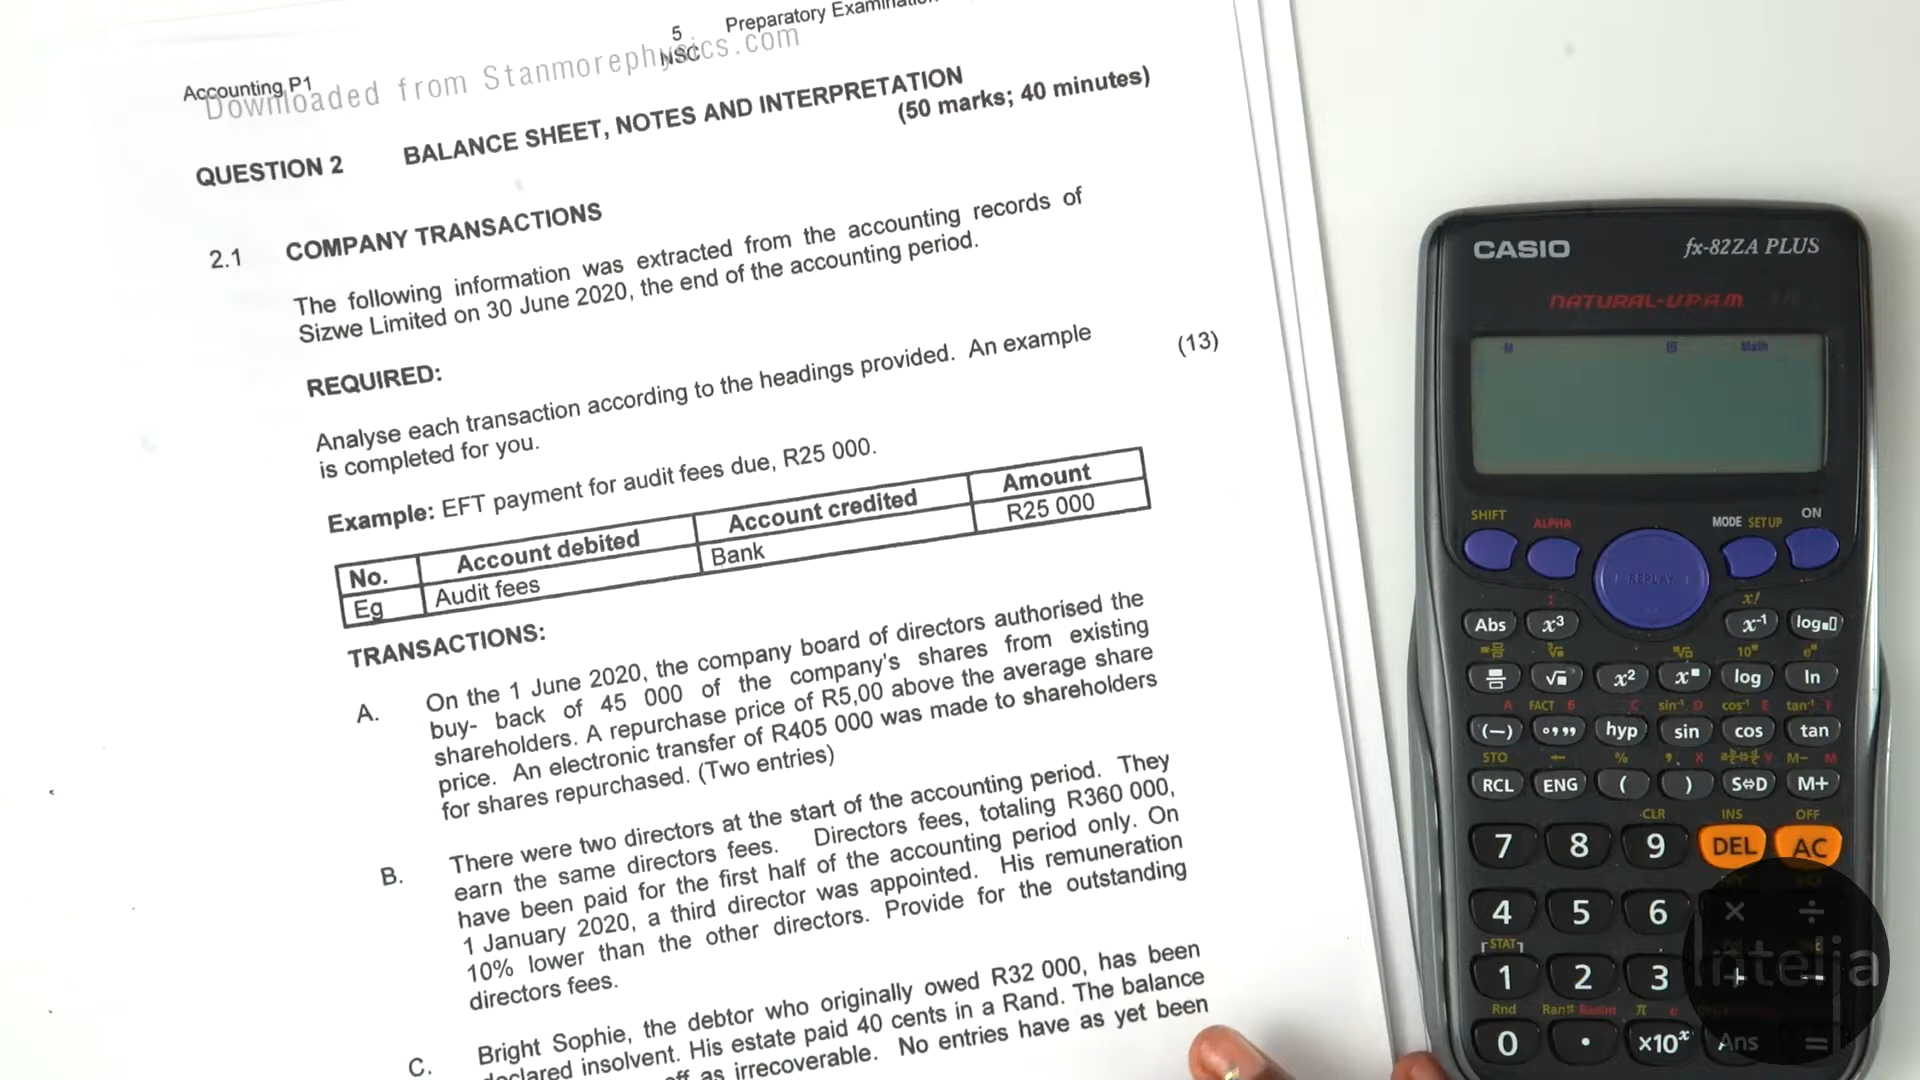 5
Preparatory Examination
NSC
Accounting P1
Downloaded from Stanmorephysics.com
QUESTION 2 BALANCE SHEET, NOTES AND INTERPRETATION
(50 marks; 40 minutes)
2.1 COMPANY TRANSACTIONS
The following information was extracted from the accounting records of
Sizwe Limited on 30 June 2020, the end of the accounting period.
REQUIRED:
Analyse each transaction according to the headings provided. An example (13)
is completed for you.
Example: EFT payment for audit fees due, R25 000.
No. Account debited Account credited Amount
Eg Audit fees Bank R25 000
TRANSACTIONS:
A. On the 1 June 2020, the company board of directors authorised the
buy- back of 45 000 of the company's shares from existing
shareholders. A repurchase price of R5,00 above the average share
price. An electronic transfer of R405 000 was made to shareholders
for shares repurchased. (Two entries)
B. There were two directors at the start of the accounting period. They
earn the same directors fees. Directors fees, totaling R360 000,
have been paid for the first half of the accounting period only. On
1 January 2020, a third director was appointed. His remuneration
10% lower than the other directors. Provide for the outstanding
directors fees.
C. Bright Sophie, the debtor who originally owed R32 000, has been
declared insolvent. His estate paid 40 cents in a Rand. The balance
as irrecoverable. No entries have as yet been
CASIO fx-82ZA PLUS
NATURAL-V.P.A.M.
M D Math
SHIFT ALPHA MODE SETUP ON
REPLAY
: x!
Abs x³ x⁻¹ log
10 e
√ x² x log ln
A FACT B C sin⁻¹ D cos⁻¹ E tan⁻¹ F
(−) hyp sin cos tan
STO ← % , X Y M− M
RCL ENG ( ) S⇔D M+
CLR INS OFF
7 8 9 DEL AC
4 5 6 × ÷
STAT
1 2 3 + −
Intelja
Rnd Ran# RanInt π e
0 • ×10ˣ Ans =